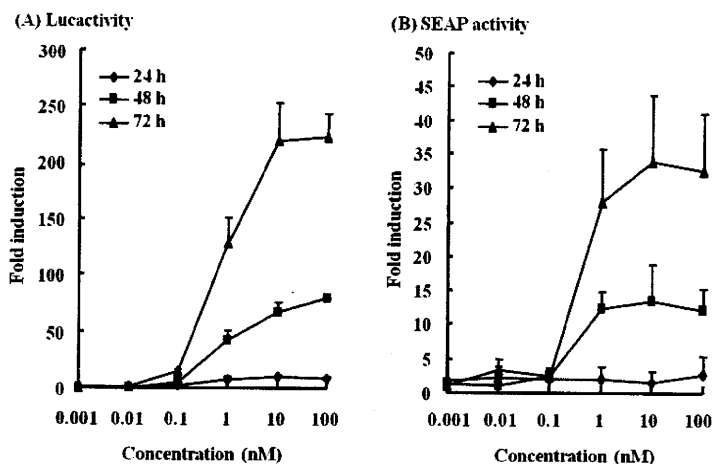 (A) Lucactivity
Fold induction
300
250
200
150
100
50
0
24 h
48 h
72 h
0.001 0.01 0.1 1 10 100
Concentration (nM)
(B) SEAP activity
Fold induction
50
45
40
35
30
25
20
15
10
5
0
24 h
48 h
72 h
0.001 0.01 0.1 1 10 100
Concentration (nM)